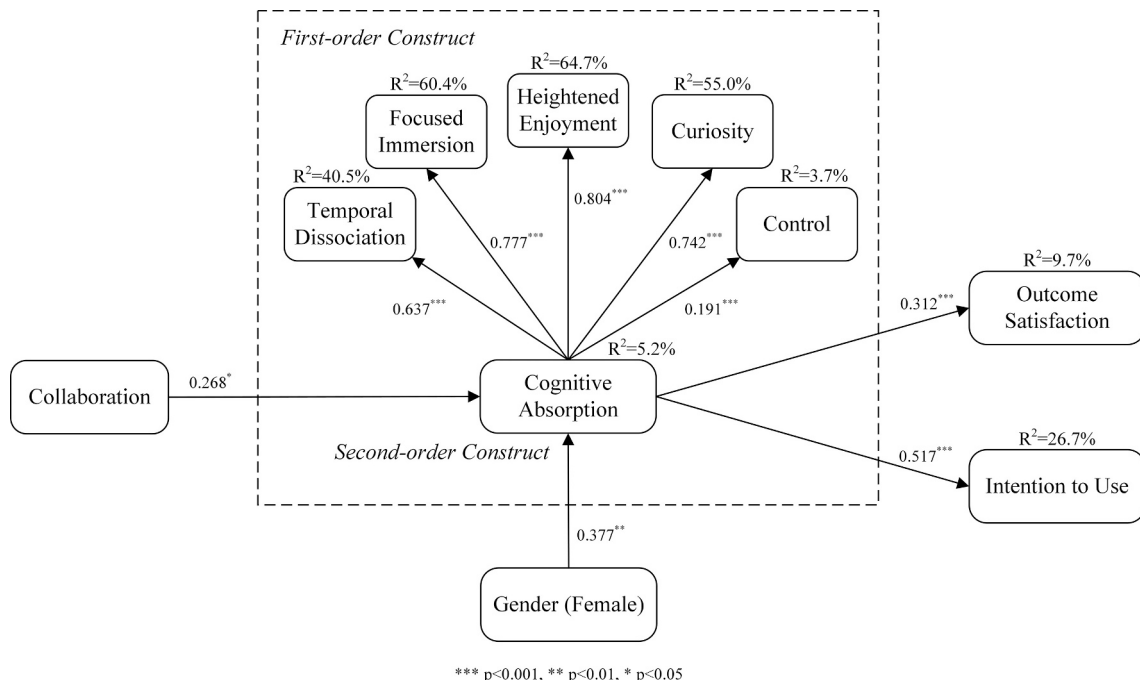 First-order Construct
R²=64.7%
Heightened
Enjoyment
R²=60.4%
Focused
Immersion
R²=55.0%
Curiosity
R²=40.5%
Temporal
Dissociation
R²=3.7%
Control
0.804***
0.777***
0.742***
0.637***
0.191***
R²=9.7%
Outcome
Satisfaction
0.312***
R²=5.2%
Cognitive
Absorption
Collaboration
0.268*
Second-order Construct
R²=26.7%
Intention to Use
0.517***
0.377**
Gender (Female)
*** p<0.001, ** p<0.01, * p<0.05